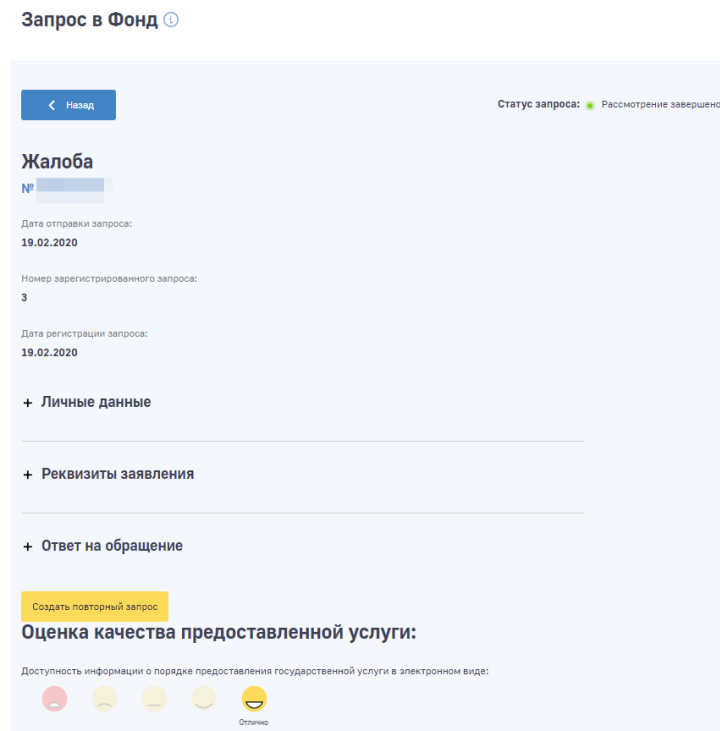 Запрос в Фонд
Назад
Статус запроса: Рассмотрение завершено
Жалоба
№
Дата отправки запроса:
19.02.2020
Номер зарегистрированного запроса:
3
Дата регистрации запроса:
19.02.2020
+ Личные данные
+ Реквизиты заявления
+ Ответ на обращение
Создать повторный запрос
Оценка качества предоставленной услуги:
Доступность информации о порядке предоставления государственной услуги в электронном виде:
Отлично